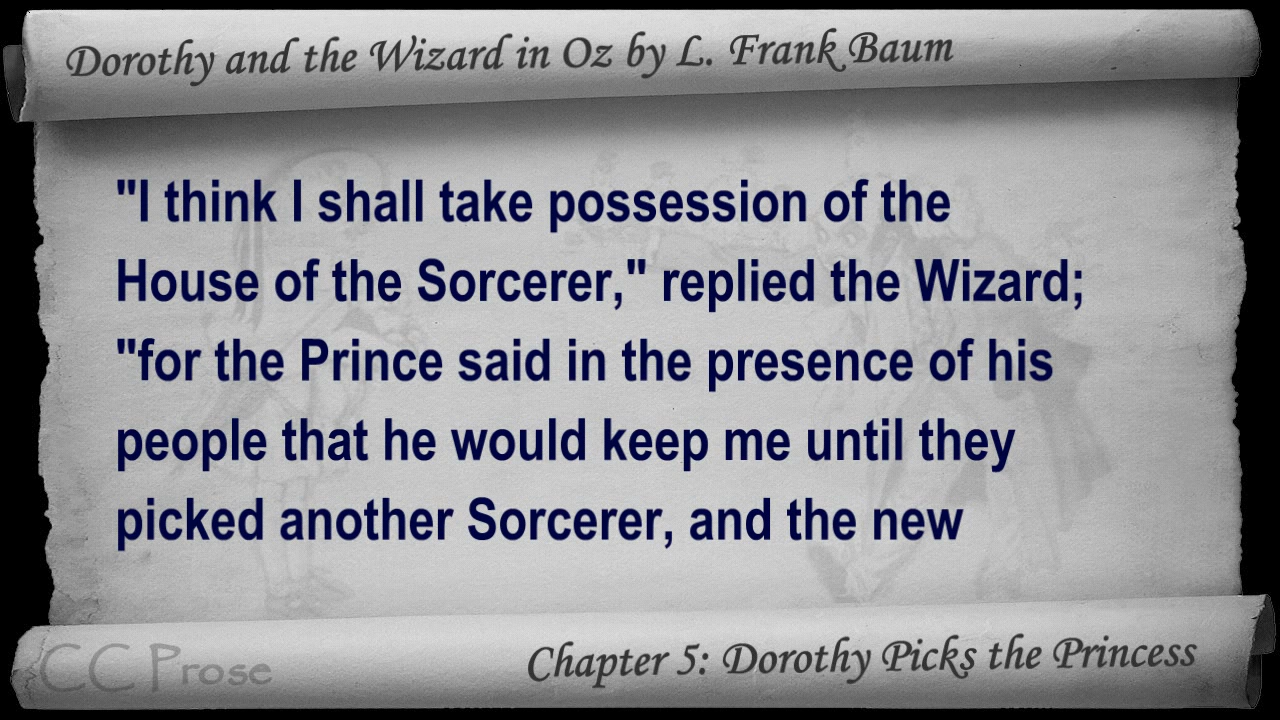 Dorothy and the Wizard in Oz by L. Frank Baum
"I think I shall take possession of the
House of the Sorcerer," replied the Wizard;
"for the Prince said in the presence of his
people that he would keep me until they
picked another Sorcerer, and the new
CC Prose
Chapter 5: Dorothy Picks the Princess